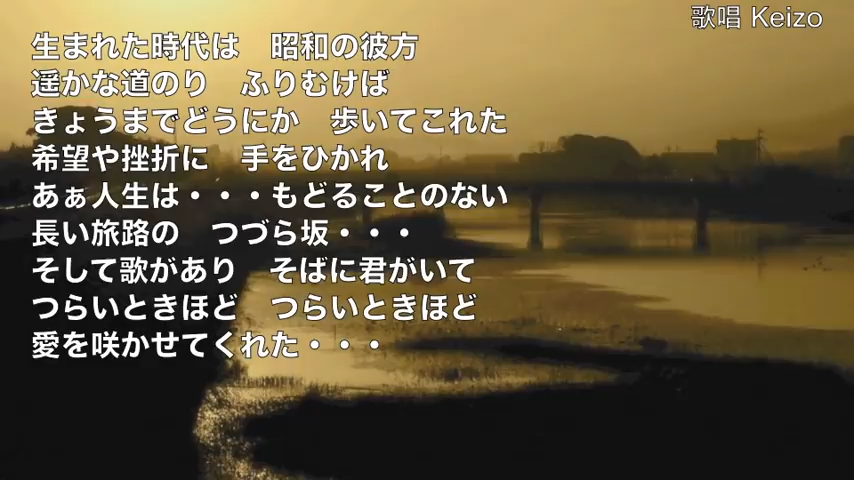 歌唱 Keizo
生まれた時代は　昭和の彼方
遥かな道のり　ふりむけば
きょうまでどうにか　歩いてこれた
希望や挫折に　手をひかれ
あぁ人生は・・・もどることのない
長い旅路の　つづら坂・・・
そして歌があり　そばに君がいて
つらいときほど　つらいときほど
愛を咲かせてくれた・・・